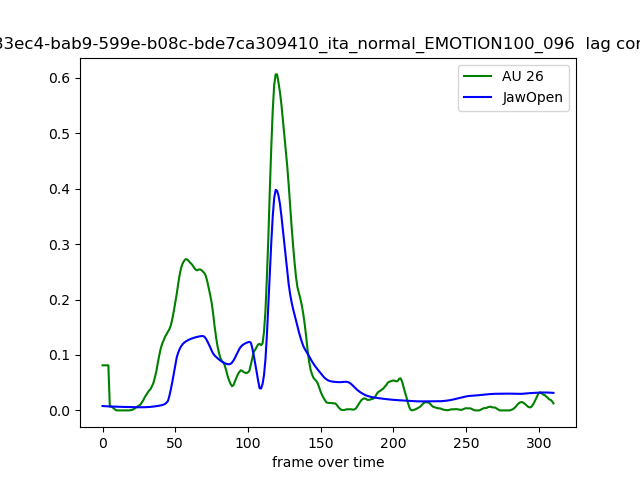 33ec4-bab9-599e-b08c-bde7ca309410_ita_normal_EMOTION100_096 lag cor
AU 26
JawOpen
0.6
0.5
0.4
0.3
0.2
0.1
0.0
0 50 100 150 200 250 300
frame over time